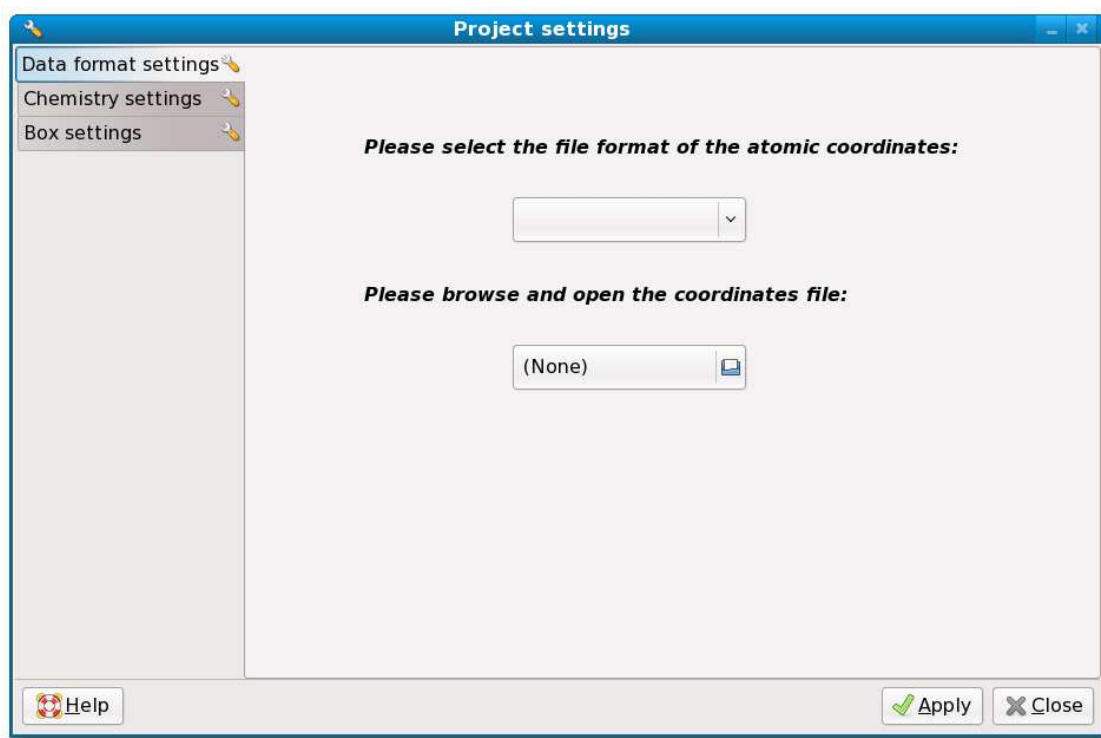 Project settings
Data format settings
Chemistry settings
Box settings
Please select the file format of the atomic coordinates:
Please browse and open the coordinates file:
(None)
Help
Apply
Close